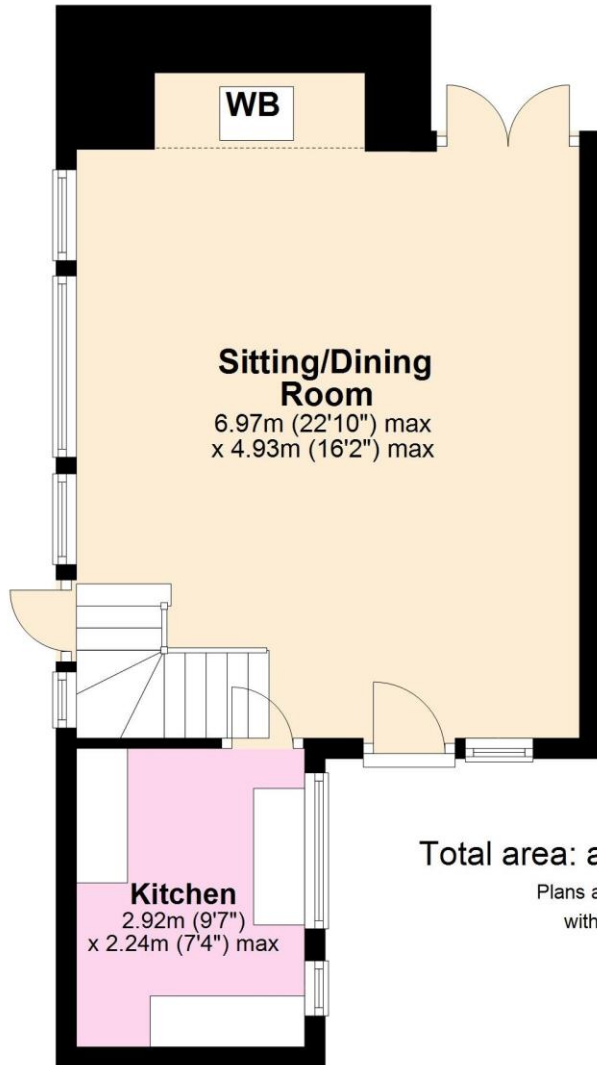 WB
Sitting/Dining
Room
6.97m (22'10") max
x 4.93m (16'2") max
Kitchen
2.92m (9'7")
x 2.24m (7'4") max
Total area: a
Plans a
with